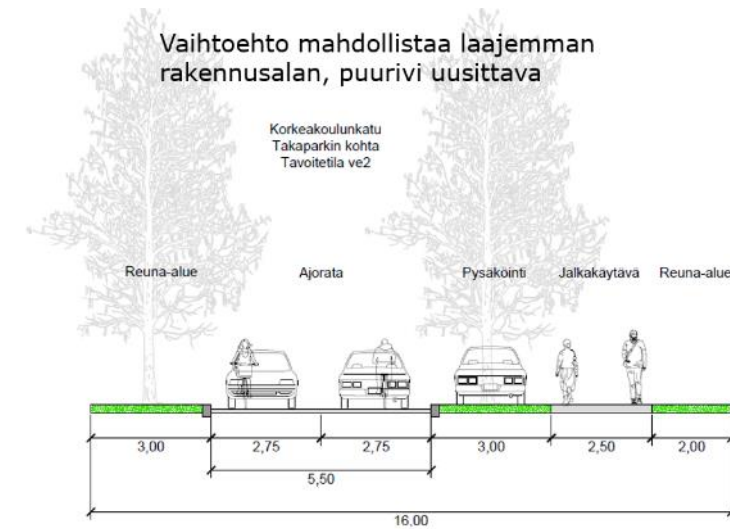 Vaihtoehto mahdollistaa laajemman
rakennusalan, puurivi uusittava
Korkeakoulunkatu
Takaparkin kohta
Tavoitetila ve2
Reuna-alue Ajorata Pysäköinti Jalkakäytävä Reuna-alue
3,00 2,75 2,75 3,00 2,50 2,00
5,50
16,00